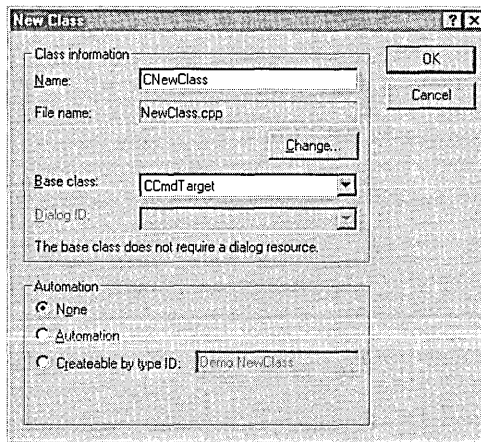 New Class
Class information
Name: CNewClass
File name: NewClass.cpp
Change...
Base class: CCmdTarget
Dialog ID:
The base class does not require a dialog resource.
OK
Cancel
Automation
None
Automation
Createable by type ID: Demo.NewClass